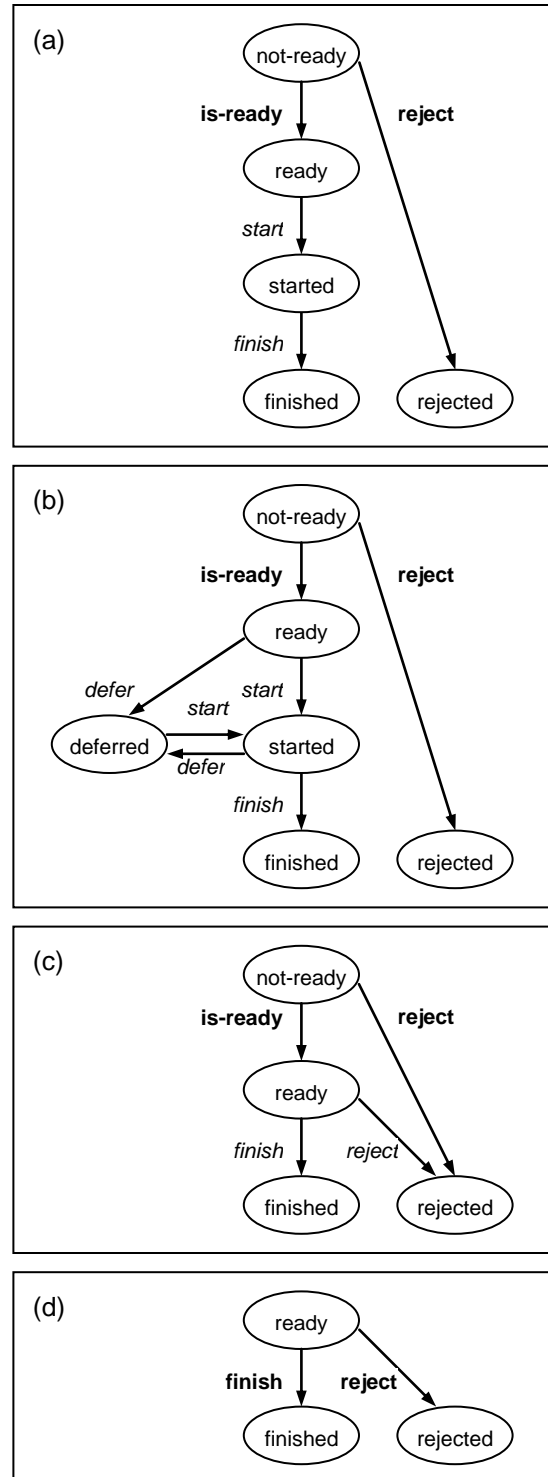 (a)
not-ready
is-ready
reject
ready
start
started
finish
finished
rejected
(b)
not-ready
is-ready
reject
ready
defer
start
start
deferred
started
defer
finish
finished
rejected
(c)
not-ready
is-ready
reject
ready
finish
reject
finished
rejected
(d)
ready
finish
reject
finished
rejected